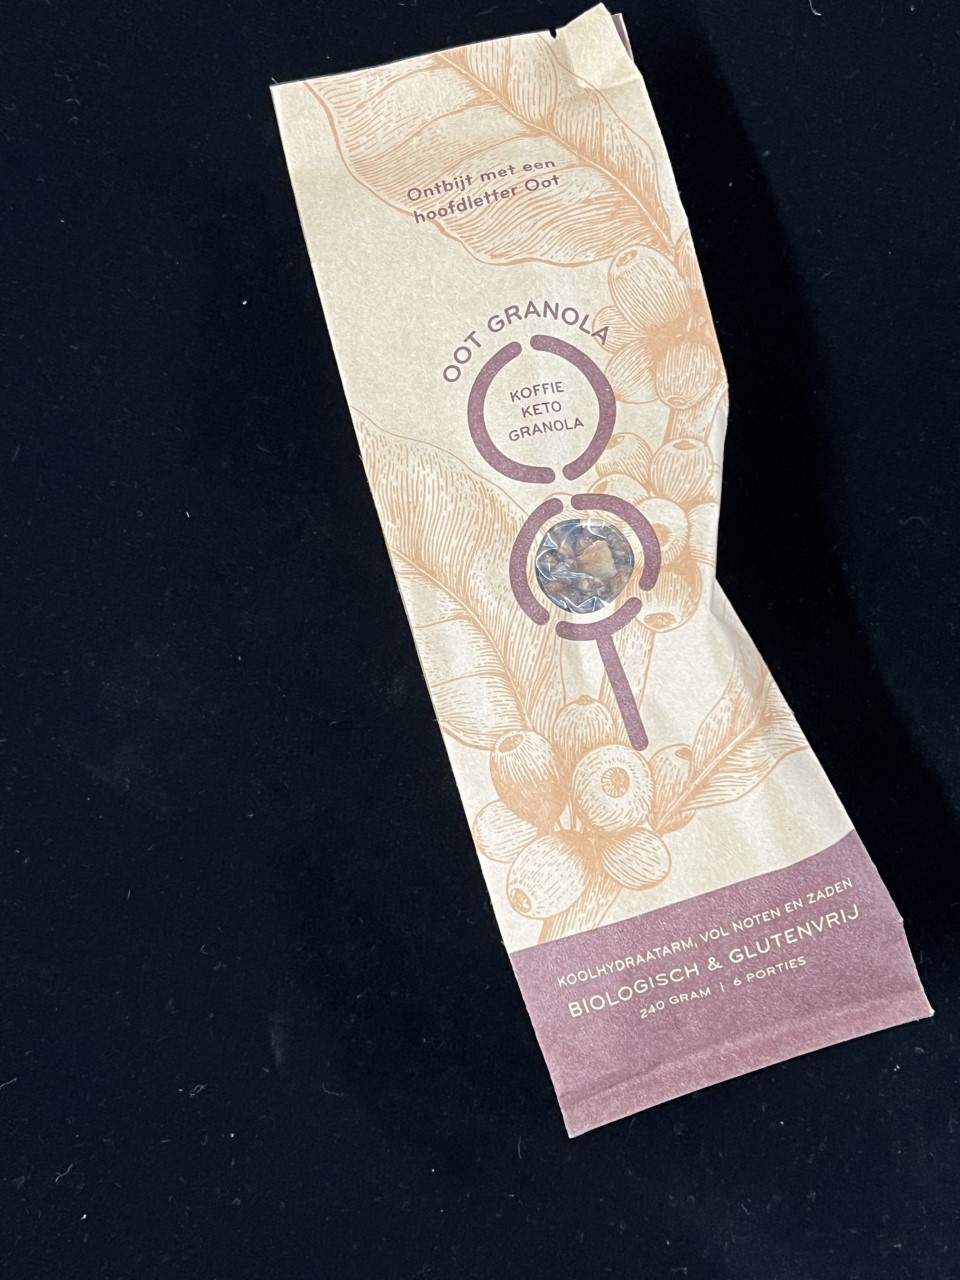 Ontbijt met een
hoofdletter Oot
OOT GRANOLA
KOFFIE
KETO
GRANOLA
KOOLHYDRAATARM, VOL NOTEN EN ZADEN
BIOLOGISCH & GLUTENVRIJ
240 GRAM | 6 PORTIES